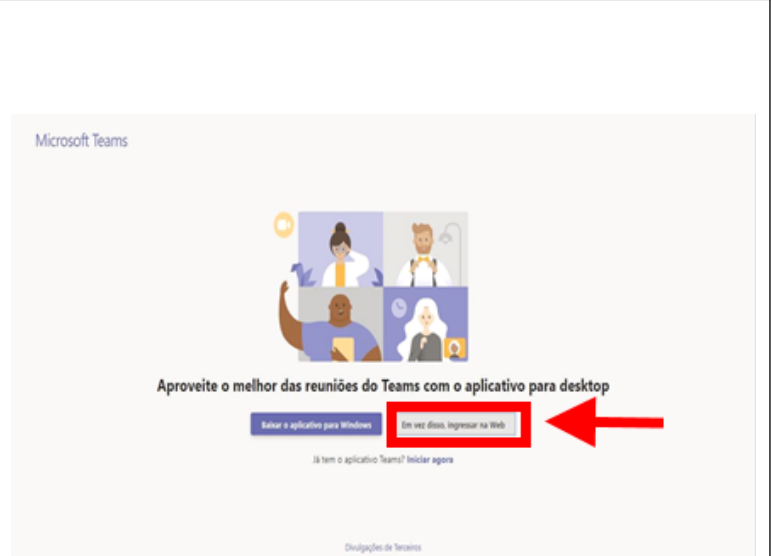 Microsoft Teams
Aproveite o melhor das reuniões do Teams com o aplicativo para desktop
Baixar o aplicativo para Windows
Em vez disso, ingressar na Web
Já tem o aplicativo Teams? Iniciar agora
Divulgações de Terceiros